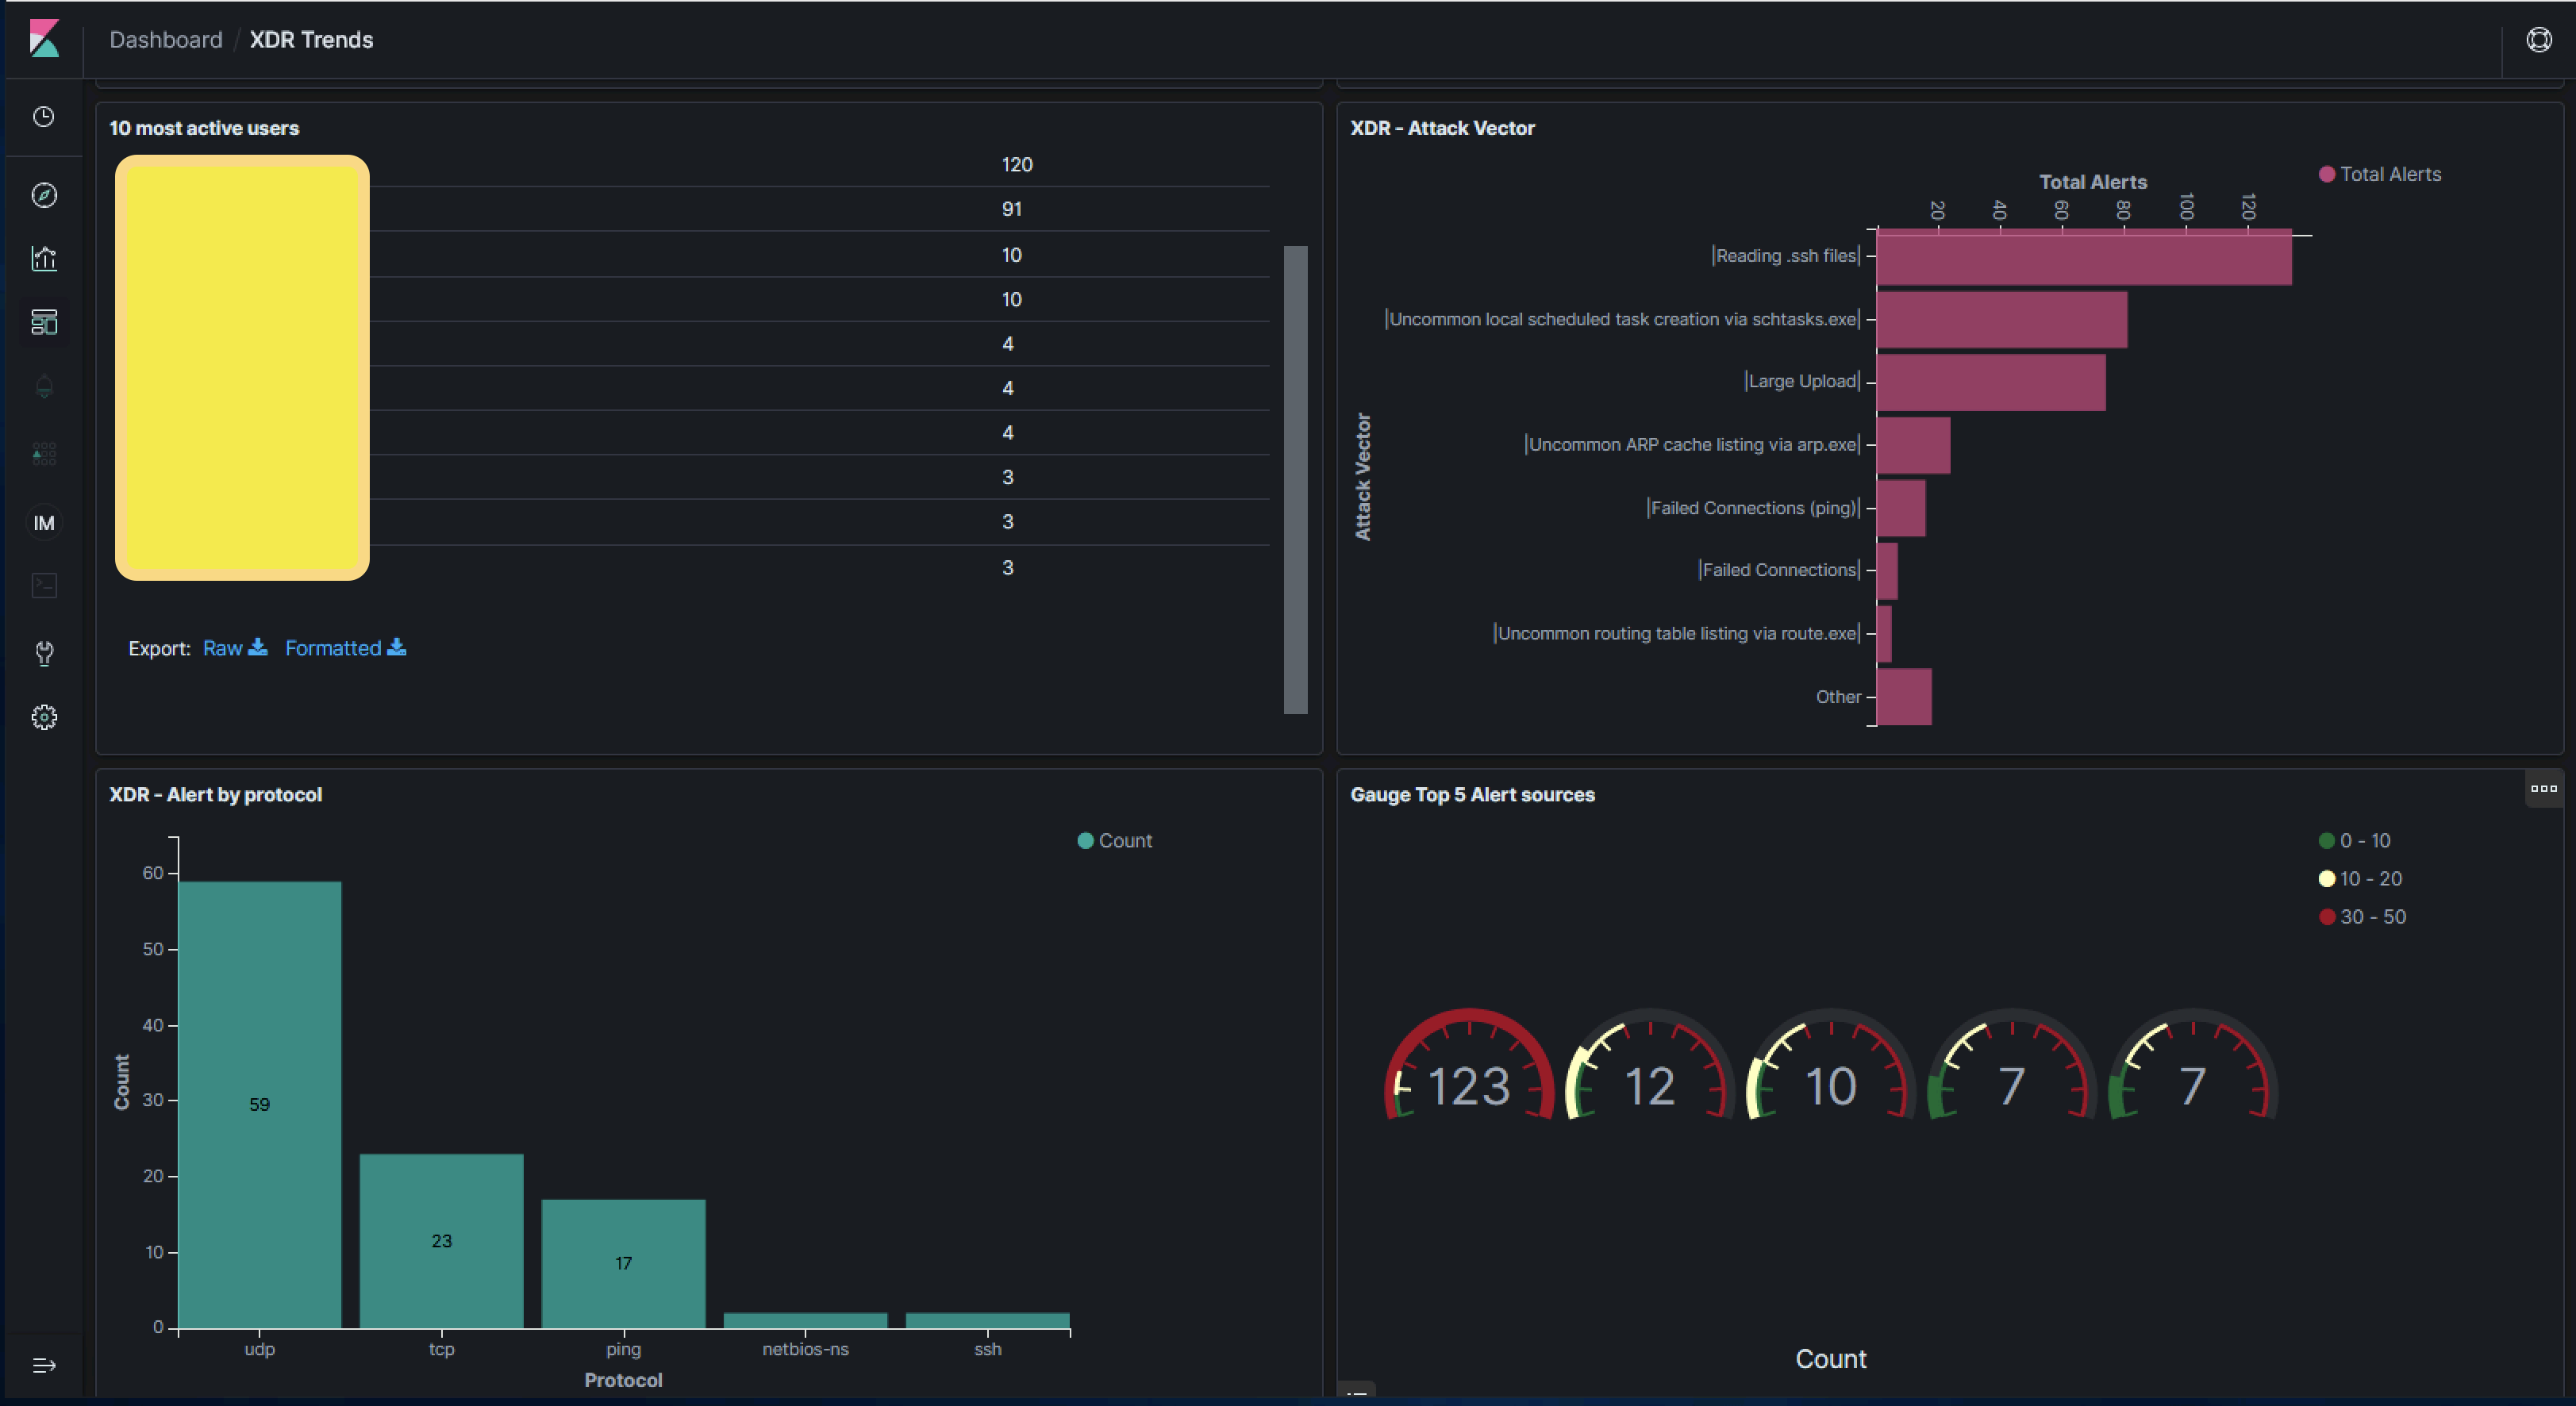 Dashboard / XDR Trends
10 most active users
120
91
10
10
4
4
4
3
3
3
Export: Raw Formatted
XDR - Attack Vector
Total Alerts
Total Alerts
20 40 60 80 100 120
Attack Vector
|Reading .ssh files|
|Uncommon local scheduled task creation via schtasks.exe|
|Large Upload|
|Uncommon ARP cache listing via arp.exe|
|Failed Connections (ping)|
|Failed Connections|
|Uncommon routing table listing via route.exe|
Other
IM
XDR - Alert by protocol
Count
Count
60
50
40
30
20
10
0
59
23
17
udp tcp ping netbios-ns ssh
Protocol
Gauge Top 5 Alert sources
0 - 10
10 - 20
30 - 50
123 12 10 7 7
Count